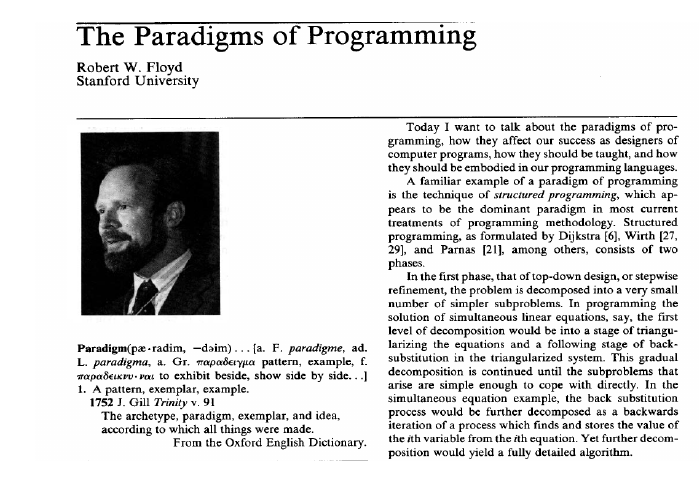 The Paradigms of Programming
Robert W. Floyd
Stanford University
Paradigm(pæ·radim, —dəim) . . . [a. F. paradigme, ad.
L. paradigma, a. Gr. παραδειγμα pattern, example, f.
παραδεικνυ·ναι to exhibit beside, show side by side. . .]
1. A pattern, exemplar, example.
1752 J. Gill Trinity v. 91
The archetype, paradigm, exemplar, and idea,
according to which all things were made.
From the Oxford English Dictionary.
Today I want to talk about the paradigms of pro-
gramming, how they affect our success as designers of
computer programs, how they should be taught, and how
they should be embodied in our programming languages.
A familiar example of a paradigm of programming
is the technique of structured programming, which ap-
pears to be the dominant paradigm in most current
treatments of programming methodology. Structured
programming, as formulated by Dijkstra [6], Wirth [27,
29], and Parnas [21], among others, consists of two
phases.
In the first phase, that of top-down design, or stepwise
refinement, the problem is decomposed into a very small
number of simpler subproblems. In programming the
solution of simultaneous linear equations, say, the first
level of decomposition would be into a stage of triangu-
larizing the equations and a following stage of back-
substitution in the triangularized system. This gradual
decomposition is continued until the subproblems that
arise are simple enough to cope with directly. In the
simultaneous equation example, the back substitution
process would be further decomposed as a backwards
iteration of a process which finds and stores the value of
the ith variable from the ith equation. Yet further decom-
position would yield a fully detailed algorithm.